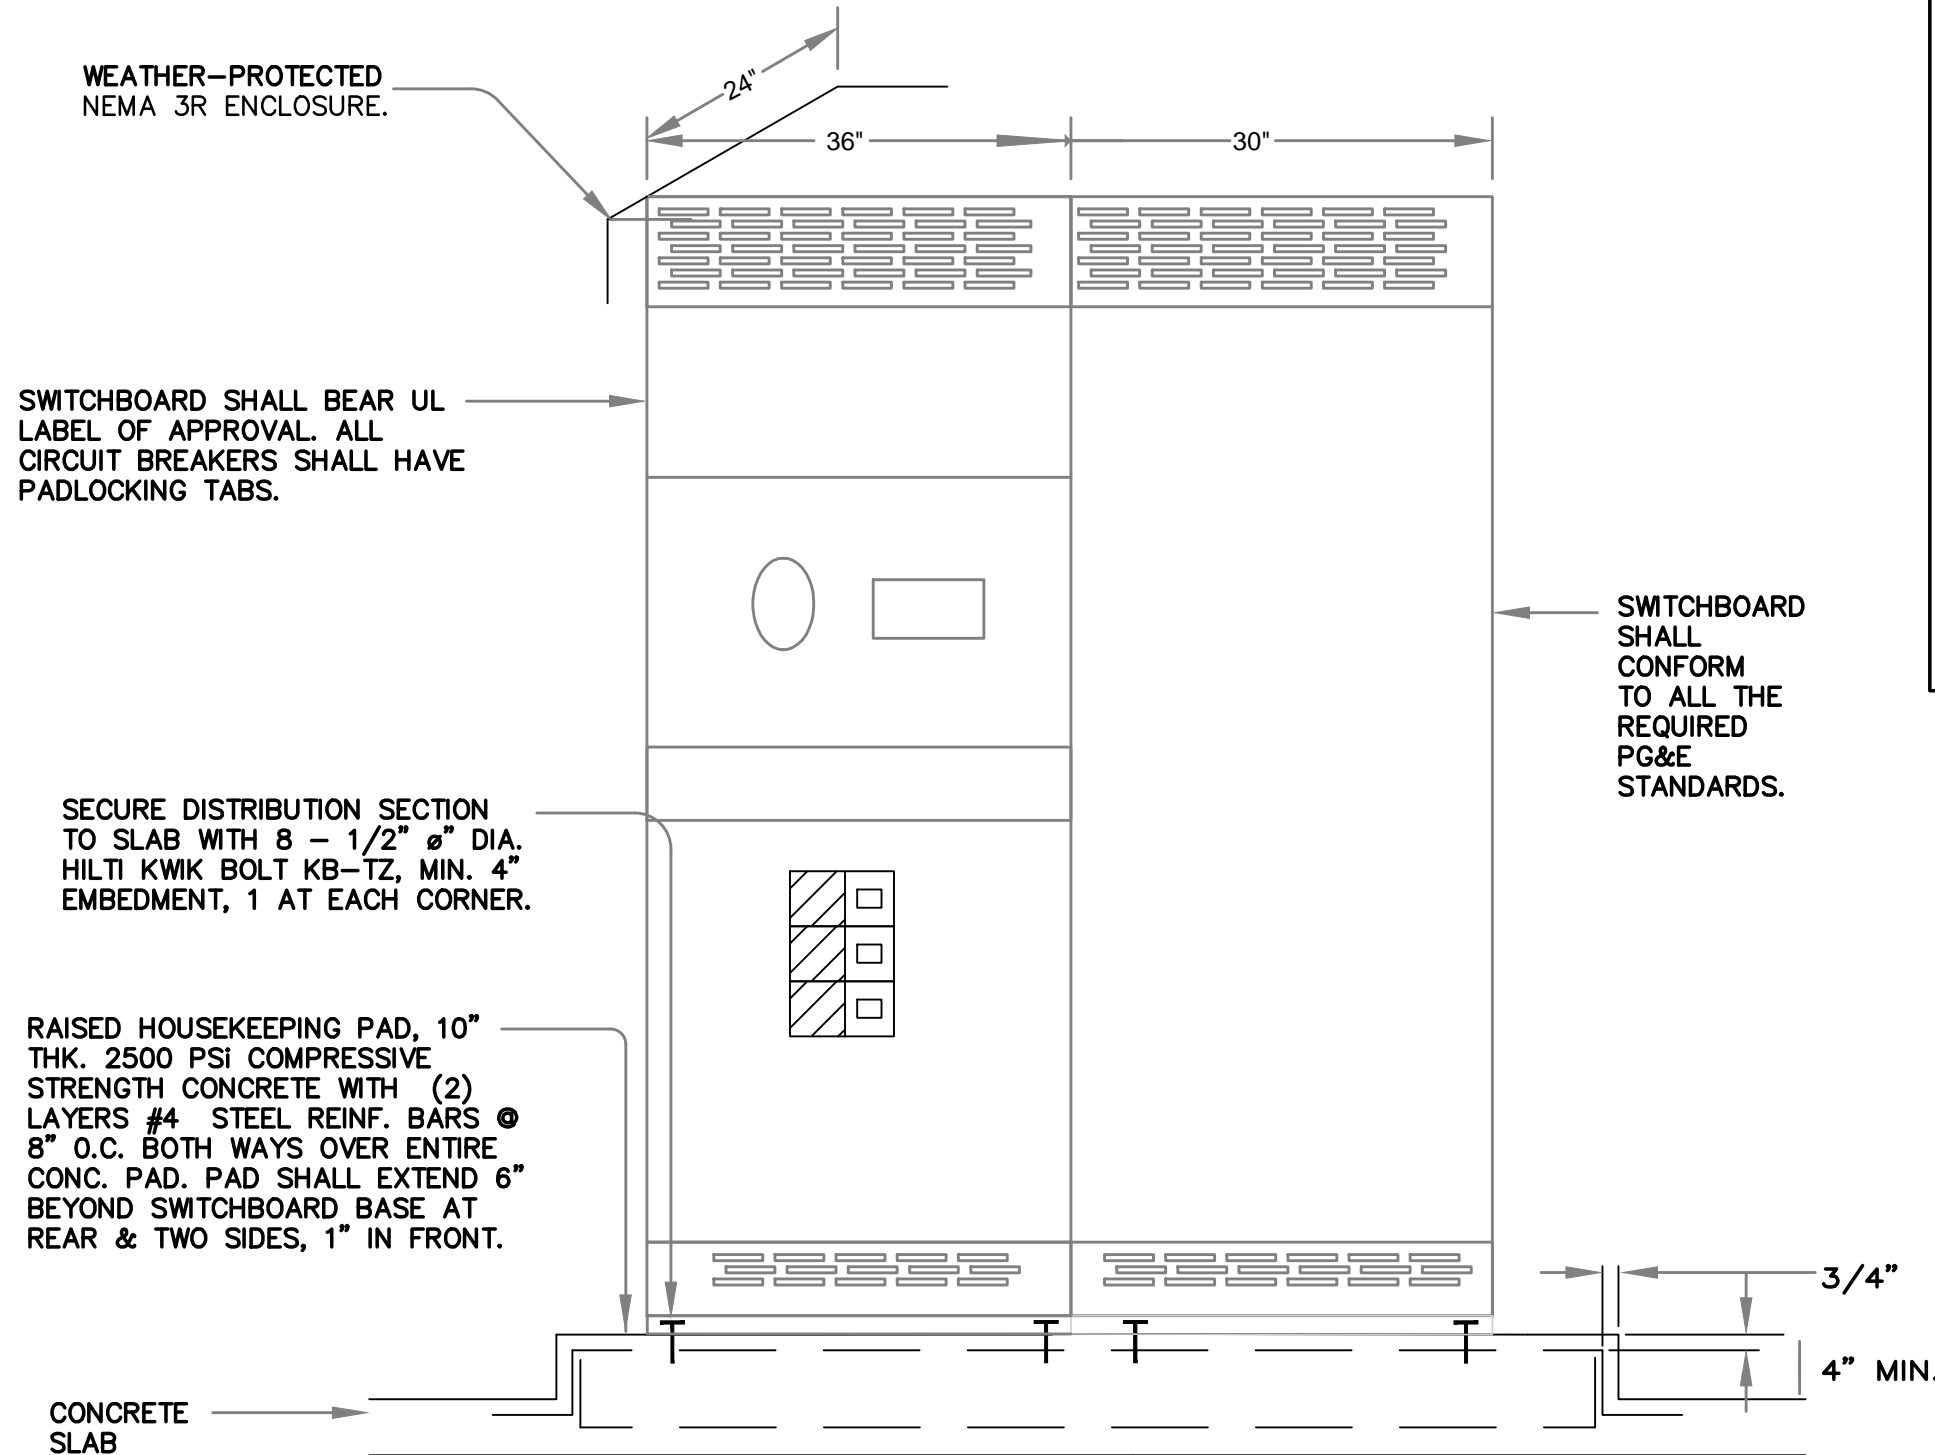 24"
WEATHER-PROTECTED
NEMA 3R ENCLOSURE.
36"
30"
SWITCHBOARD SHALL BEAR UL
LABEL OF APPROVAL. ALL
CIRCUIT BREAKERS SHALL HAVE
PADLOCKING TABS.
SWITCHBOARD
SHALL
CONFORM
TO ALL THE
REQUIRED
PG&E
STANDARDS.
SECURE DISTRIBUTION SECTION
TO SLAB WITH 8 - 1/2" ø" DIA.
HILTI KWIK BOLT KB-TZ, MIN. 4"
EMBEDMENT, 1 AT EACH CORNER.
RAISED HOUSEKEEPING PAD, 10"
THK. 2500 PSi COMPRESSIVE
STRENGTH CONCRETE WITH (2)
LAYERS #4 STEEL REINF. BARS @
8" O.C. BOTH WAYS OVER ENTIRE
CONC. PAD. PAD SHALL EXTEND 6"
BEYOND SWITCHBOARD BASE AT
REAR & TWO SIDES, 1" IN FRONT.
3/4"
4" MIN.
CONCRETE
SLAB